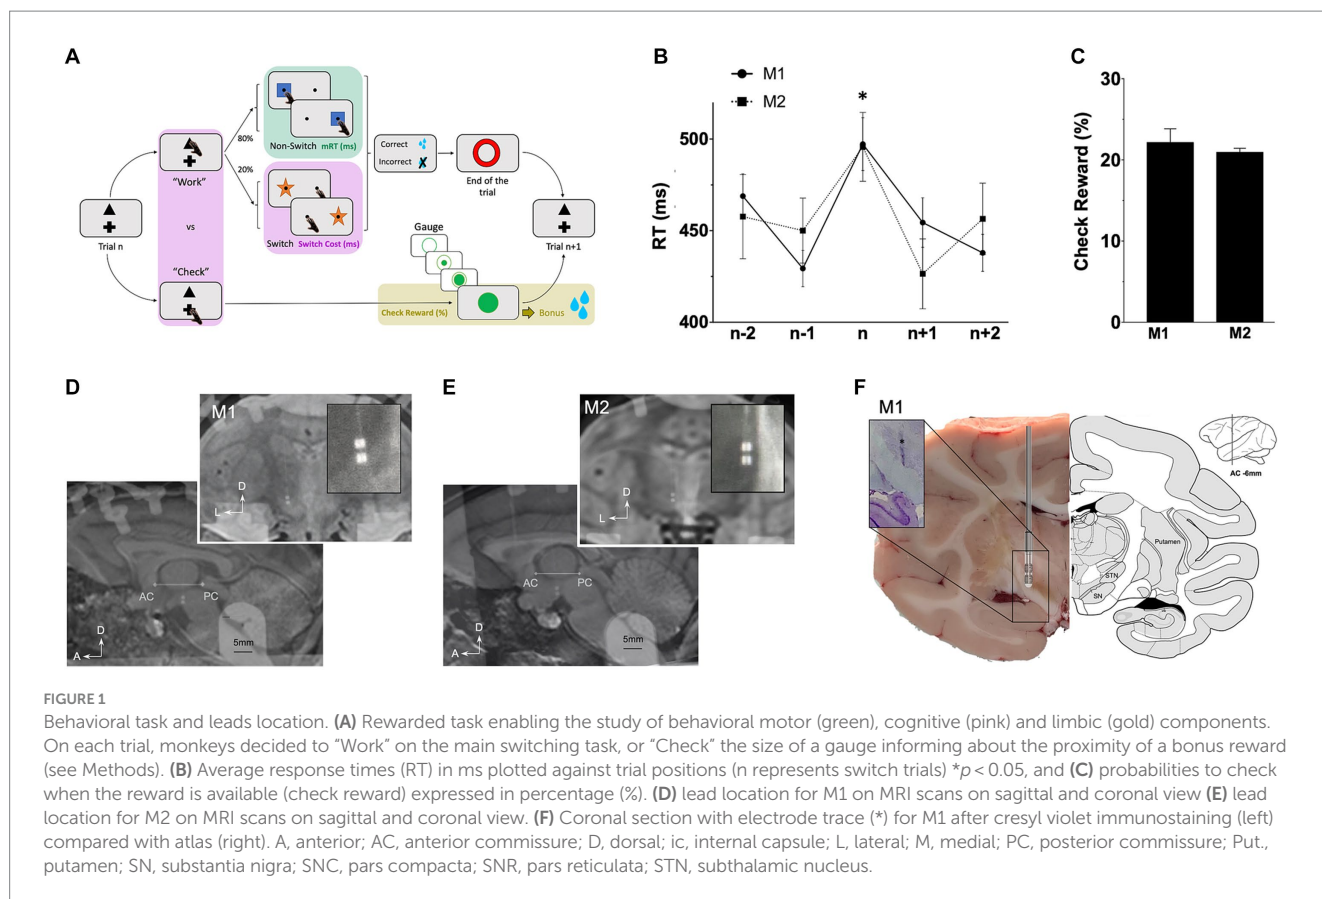 A
80%
20%
Non-Switch mRT (ms)
Switch Switch Cost (ms)
"Work"
vs
"Check"
Trial n
Correct
Incorrect
End of the
trial
Trial n+1
Gauge
Check Reward (%)
Bonus
B
M1
M2
*
RT (ms)
500
450
400
n-2 n-1 n n+1 n+2
C
Check Reward (%)
30
20
10
0
M1 M2
D
M1
D
L
AC PC
D
A
5mm
E
M2
D
L
AC PC
D
A
5mm
F
M1
*
AC -6mm
Putamen
STN
SN
FIGURE 1
Behavioral task and leads location. (A) Rewarded task enabling the study of behavioral motor (green), cognitive (pink) and limbic (gold) components.
On each trial, monkeys decided to "Work" on the main switching task, or "Check" the size of a gauge informing about the proximity of a bonus reward
(see Methods). (B) Average response times (RT) in ms plotted against trial positions (n represents switch trials) *p < 0.05, and (C) probabilities to check
when the reward is available (check reward) expressed in percentage (%). (D) lead location for M1 on MRI scans on sagittal and coronal view (E) lead
location for M2 on MRI scans on sagittal and coronal view. (F) Coronal section with electrode trace (*) for M1 after cresyl violet immunostaining (left)
compared with atlas (right). A, anterior; AC, anterior commissure; D, dorsal; ic, internal capsule; L, lateral; M, medial; PC, posterior commissure; Put.,
putamen; SN, substantia nigra; SNC, pars compacta; SNR, pars reticulata; STN, subthalamic nucleus.